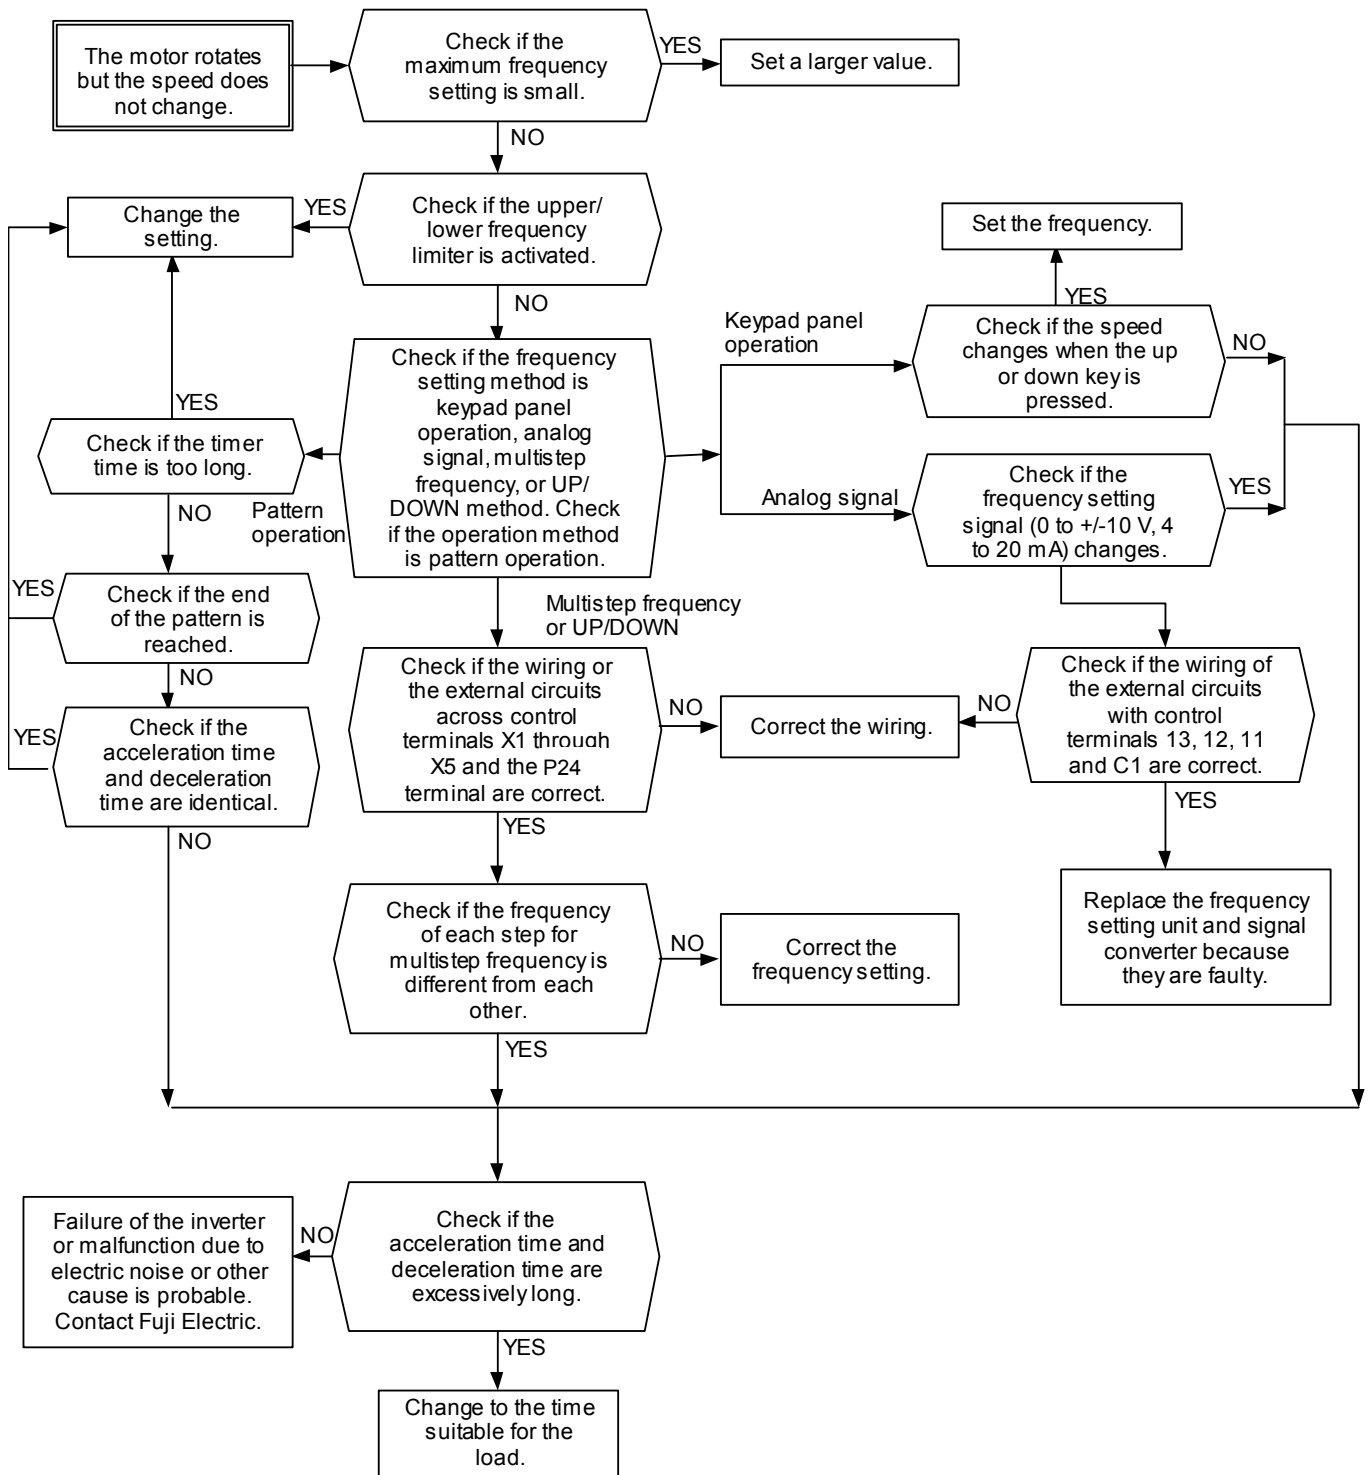 The motor rotates
but the speed does
not change.
Check if the
maximum frequency
setting is small.
YES
Set a larger value.
NO
Change the
setting.
YES
Check if the upper/
lower frequency
limiter is activated.
NO
Set the frequency.
YES
Keypad panel
operation
Check if the speed
changes when the up
or down key is
pressed.
NO
Check if the frequency
setting method is
keypad panel
operation, analog
signal, multistep
frequency, or UP/
DOWN method. Check
if the operation method
is pattern operation.
YES
Check if the timer
time is too long.
NO
Pattern
operation
Analog signal
Check if the
frequency setting
signal (0 to +/-10 V, 4
to 20 mA) changes.
YES
YES
Check if the end
of the pattern is
reached.
NO
Multistep frequency
or UP/DOWN
YES
Check if the
acceleration time
and deceleration
time are identical.
NO
Check if the wiring or
the external circuits
across control
terminals X1 through
X5 and the P24
terminal are correct.
NO
Correct the wiring.
NO
Check if the wiring of
the external circuits
with control
terminals 13, 12, 11
and C1 are correct.
YES
YES
Check if the frequency
of each step for
multistep frequency is
different from each
other.
NO
Correct the
frequency setting.
Replace the frequency
setting unit and signal
converter because
they are faulty.
YES
Failure of the inverter
or malfunction due to
electric noise or other
cause is probable.
Contact Fuji Electric.
NO
Check if the
acceleration time and
deceleration time are
excessively long.
YES
Change to the time
suitable for the
load.